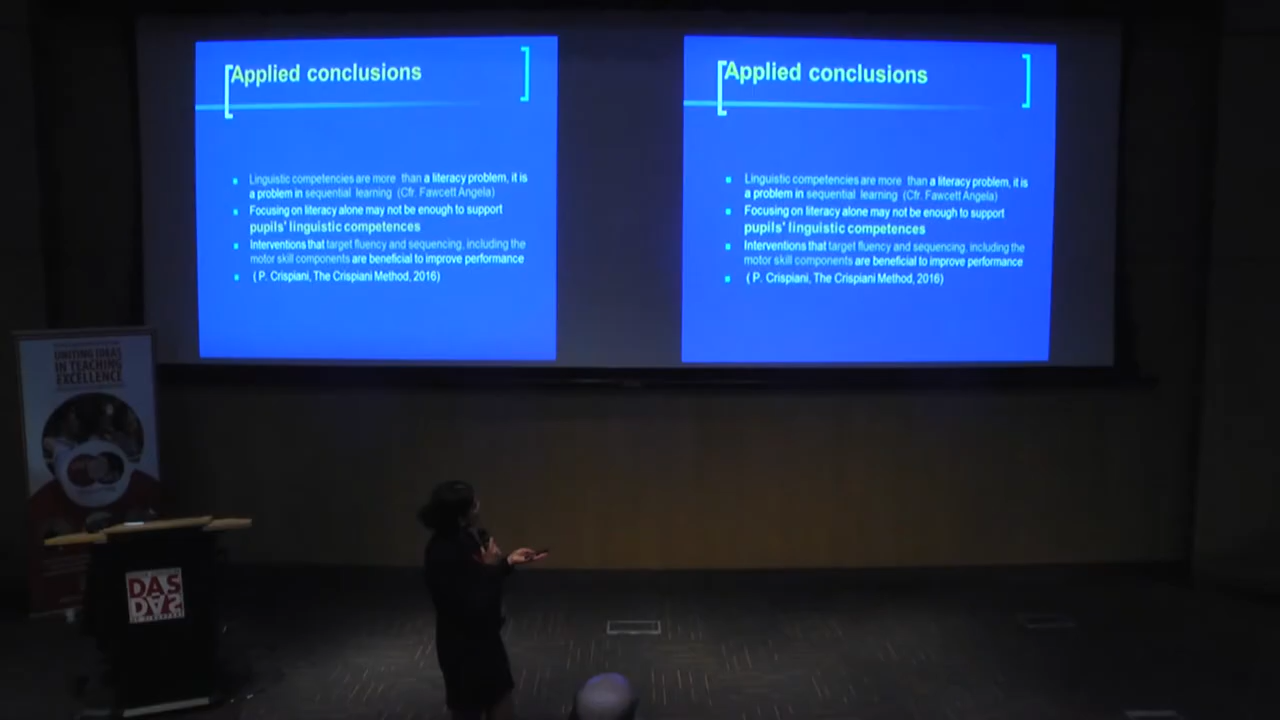 Applied conclusions
Linguistic competencies are more than a literacy problem, it is
a problem in sequential learning (Cfr. Fawcett Angela)
Focusing on literacy alone may not be enough to support
pupils' linguistic competences
Interventions that target fluency and sequencing, including the
motor skill components are beneficial to improve performance
( P. Crispiani, The Crispiani Method, 2016)
Applied conclusions
Linguistic competencies are more than a literacy problem, it is
a problem in sequential learning (Cfr. Fawcett Angela)
Focusing on literacy alone may not be enough to support
pupils' linguistic competences
Interventions that target fluency and sequencing, including the
motor skill components are beneficial to improve performance
( P. Crispiani, The Crispiani Method, 2016)
UNITING IDEAS
IN TEACHING
EXCELLENCE
DAS